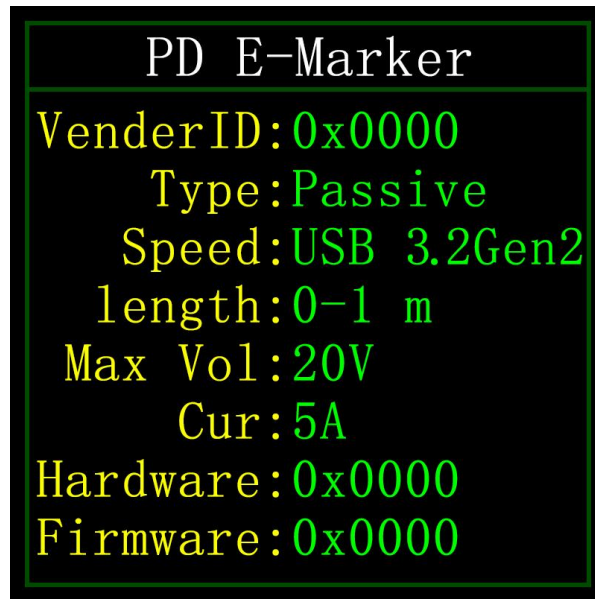 PD E-Marker
VenderID:0x0000
Type:Passive
Speed:USB 3.2Gen2
length:0-1 m
Max Vol:20V
Cur:5A
Hardware:0x0000
Firmware:0x0000